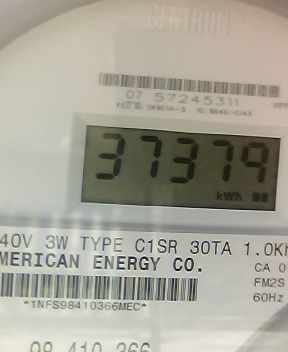 CENTRON
07 57245311
37379
kWh
40V 3W TYPE C1SR 30TA 1.0K
MERICAN ENERGY CO.
CA 0
FM2S
60Hz
*1NFS98410366MEC*
98 410 366